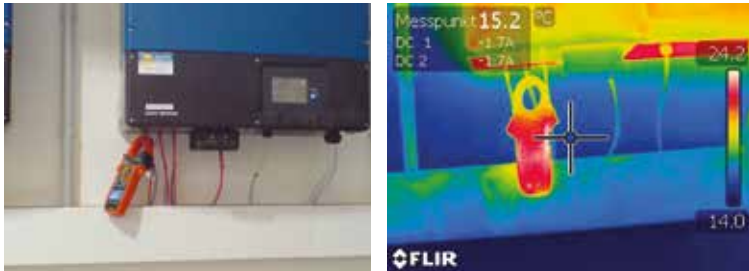 Messpunkt 15.2 °C
DC 1 -1.7A
DC 2 -1.7A
24.2
14.0
FLIR